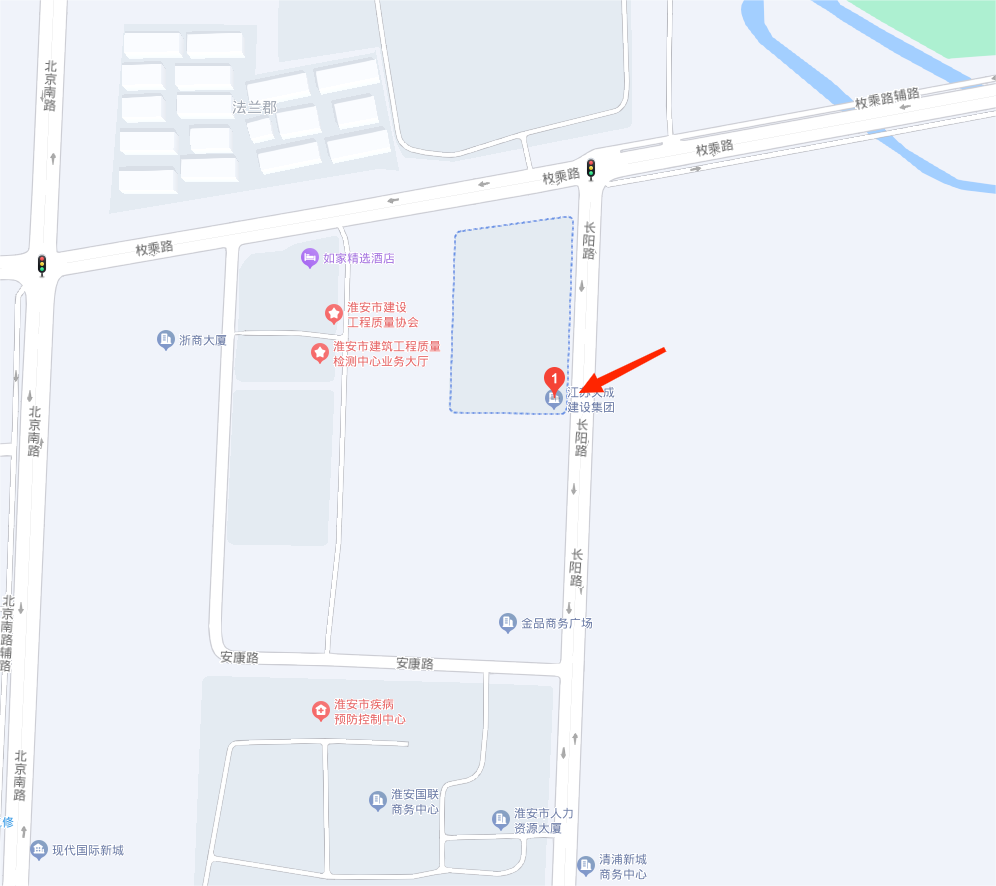 北京南路
法兰郡
枚乘路辅路
枚乘路
枚乘路
长阳路
枚乘路
如家精选酒店
淮安市建设
工程质量协会
浙商大厦
淮安市建筑工程质量
检测中心业务大厅
1
江苏天成
建设集团
北京南路
长阳路
长阳路
北京南路辅路
金品商务广场
安康路
安康路
淮安市疾病
预防控制中心
北京南路
淮安国联
商务中心
淮安市人力
资源大厦
修
现代国际新城
清浦新城
商务中心